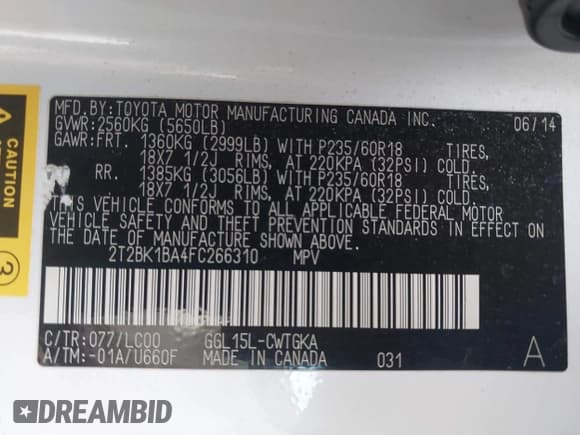 MFD.BY:TOYOTA MOTOR MANUFACTURING CANADA INC.
GVWR:2560KG (5650LB) 06/14
GAWR:FRT. 1360KG (2999LB) WITH P235/60R18 TIRES,
18X7 1/2J RIMS, AT 220KPA (32PSI) COLD.
RR. 1385KG (3056LB) WITH P235/60R18 TIRES,
18X7 1/2J RIMS, AT 220KPA (32PSI) COLD.
THIS VEHICLE CONFORMS TO ALL APPLICABLE FEDERAL MOTOR
VEHICLE SAFETY AND THEFT PREVENTION STANDARDS IN EFFECT ON
THE DATE OF MANUFACTURE SHOWN ABOVE.
2T2BK1BA4FC266310 MPV
C/TR:077/LC00 GGL15L-CWTGKA
A/TM:-01A/U660F MADE IN CANADA 031 A
CAUTION
3
DREAMBID